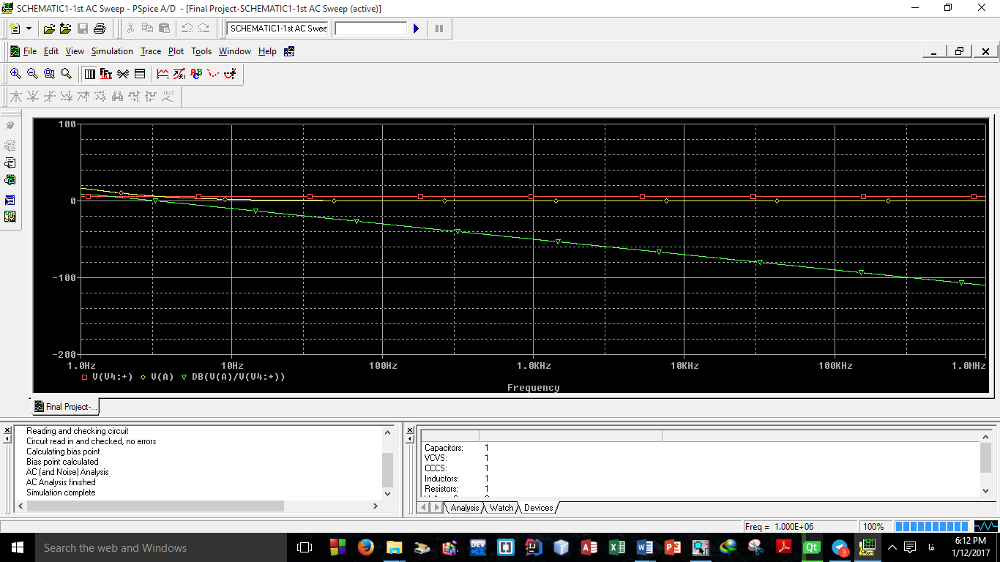 SCHEMATIC1-1st AC Sweep - PSpice A/D - [Final Project-SCHEMATIC1-1st AC Sweep (active)]
SCHEMATIC1-1st AC Swee
File Edit View Simulation Trace Plot Tools Window Help
100
0
-100
-200
1.0Hz 10Hz 100Hz 1.0KHz 10KHz 100KHz 1.0MHz
V(V4:+) V(A) DB(V(A)/V(V4:+))
Frequency
Final Project-...
Reading and checking circuit
Circuit read in and checked, no errors
Calculating bias point
Bias point calculated
AC (and Noise) Analysis
AC Analysis finished
Simulation complete
Capacitors: 1
VCVS: 1
CCCS: 1
Inductors: 1
Resistors: 1
Analysis Watch Devices
Freq = 1.000E+06 100%
Search the web and Windows
DEV
Qt
3
فا
6:12 PM
1/12/2017